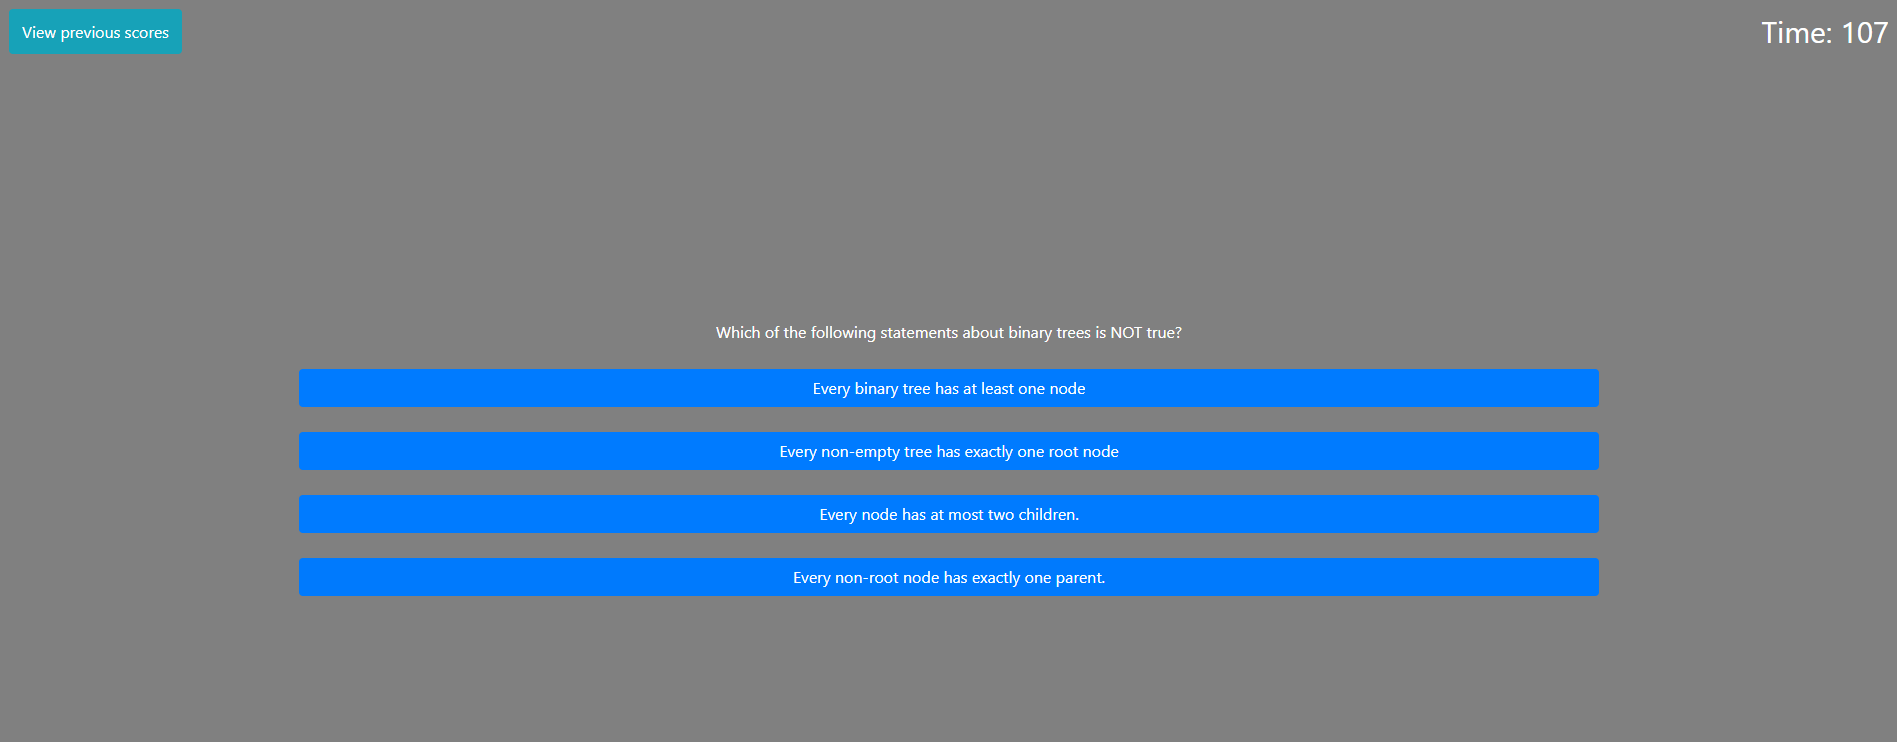 View previous scores
Time: 107
Which of the following statements about binary trees is NOT true?
Every binary tree has at least one node
Every non-empty tree has exactly one root node
Every node has at most two children.
Every non-root node has exactly one parent.